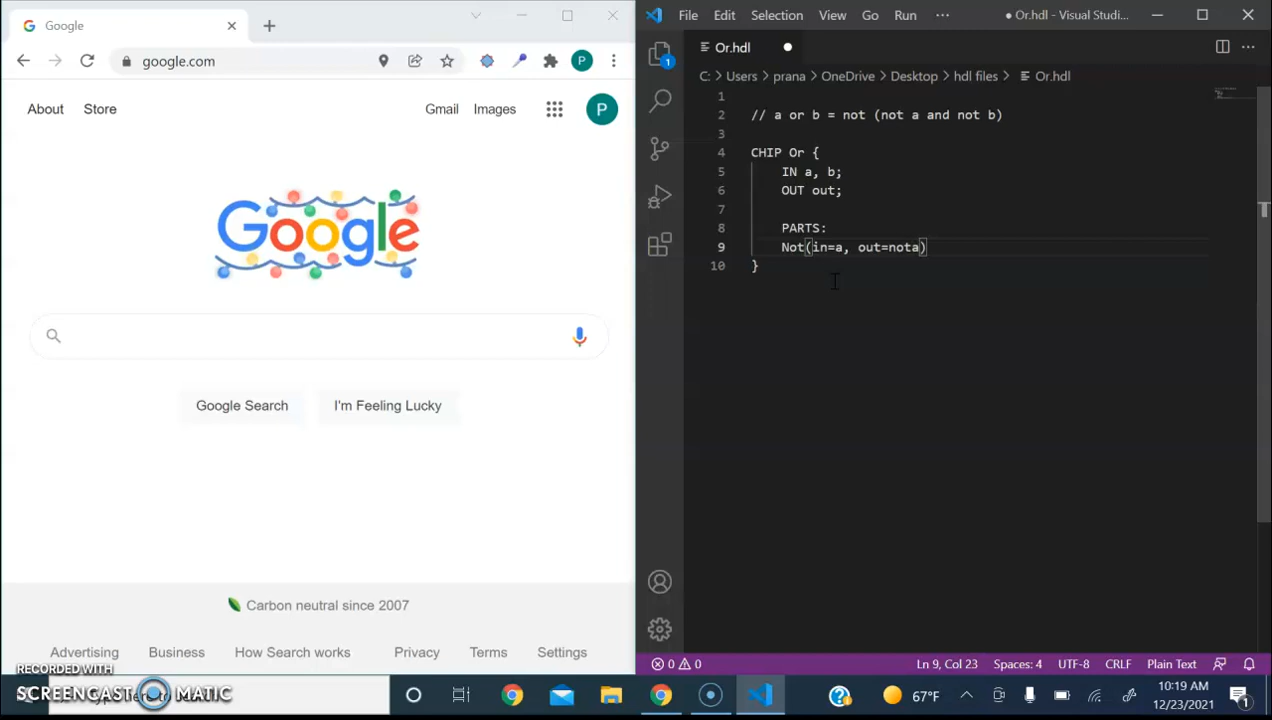 Google
google.com
P
About Store
Gmail Images
P
Google
Google Search I'm Feeling Lucky
Carbon neutral since 2007
Advertising Business How Search works Privacy Terms Settings
File Edit Selection View Go Run ··· ● Or.hdl - Visual Studi...
Or.hdl
C: > Users > prana > OneDrive > Desktop > hdl files > Or.hdl
1
1
2 // a or b = not (not a and not b)
3
4 CHIP Or {
5 IN a, b;
6 OUT out;
7
8 PARTS:
9 Not(in=a, out=nota)
10 }
0 0 Ln 9, Col 23 Spaces: 4 UTF-8 CRLF Plain Text
RECORDED WITH
SCREENCAST MATIC
67°F
10:19 AM
12/23/2021
1